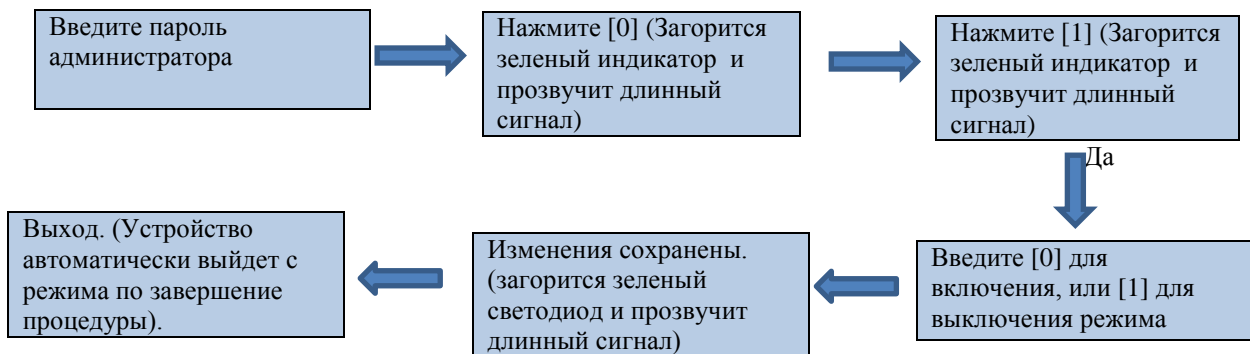 Введите пароль
администратора
Нажмите [0] (Загорится
зеленый индикатор и
прозвучит длинный
сигнал)
Нажмите [1] (Загорится
зеленый индикатор и
прозвучит длинный
сигнал)
Да
Введите [0] для
включения, или [1] для
выключения режима
Изменения сохранены.
(загорится зеленый
светодиод и прозвучит
длинный сигнал)
Выход. (Устройство
автоматически выйдет с
режима по завершение
процедуры).